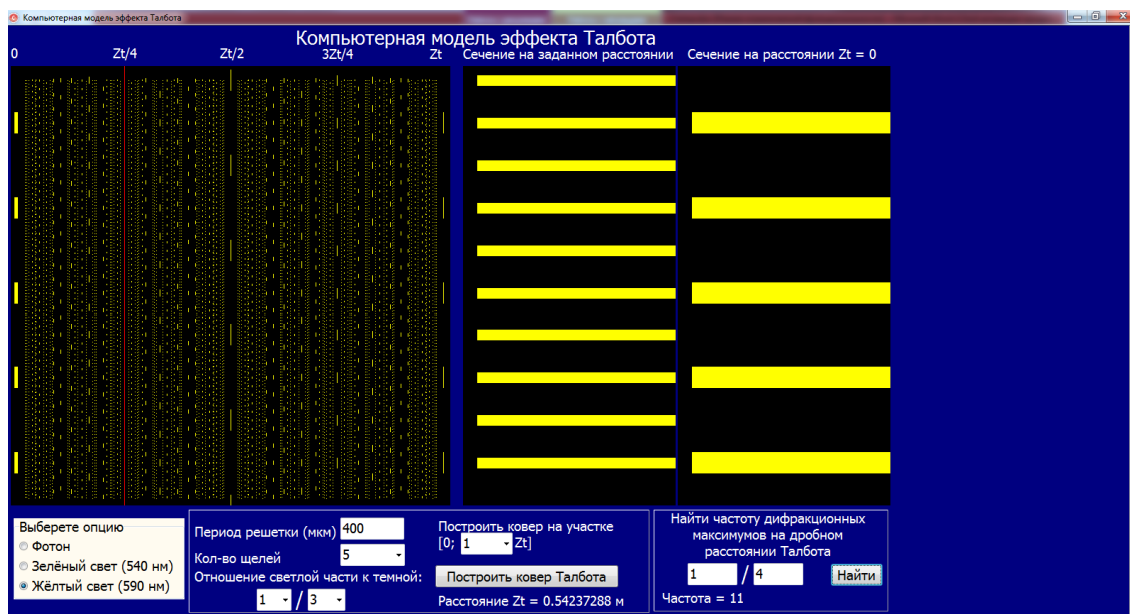 Компьютерная модель эффекта Талбота
Компьютерная модель эффекта Талбота
0 Zt/4 Zt/2 3Zt/4 Zt Сечение на заданном расстоянии Сечение на расстоянии Zt = 0
Выберете опцию
Фотон
Зелёный свет (540 нм)
Жёлтый свет (590 нм)
Период решетки (мкм) 400
Кол-во щелей 5
Отношение светлой части к темной:
1 / 3
Построить ковер на участке
[0; 1 Zt]
Построить ковер Талбота
Расстояние Zt = 0.54237288 м
Найти частоту дифракционных
максимумов на дробном
расстоянии Талбота
1 / 4 Найти
Частота = 11